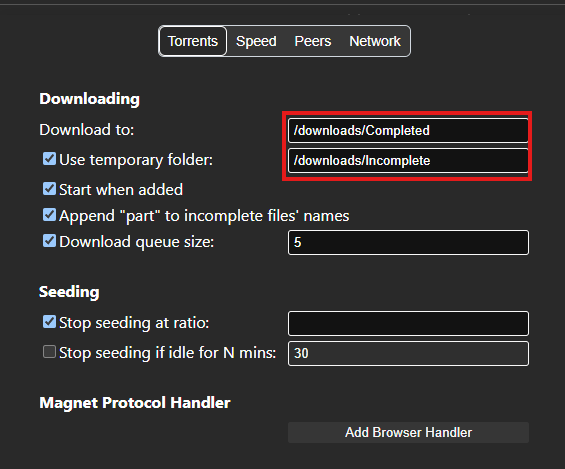 Torrents Speed Peers Network
Downloading
Download to: /downloads/Completed
Use temporary folder: /downloads/Incomplete
Start when added
Append "part" to incomplete files' names
Download queue size: 5
Seeding
Stop seeding at ratio:
Stop seeding if idle for N mins: 30
Magnet Protocol Handler
Add Browser Handler